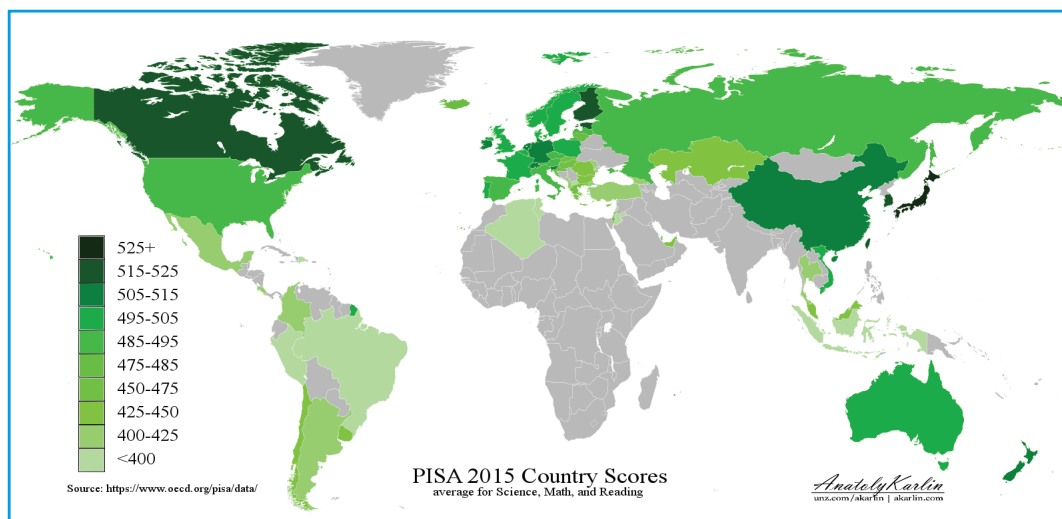 525+
515-525
505-515
495-505
485-495
475-485
450-475
425-450
400-425
<400
Source: https://www.oecd.org/pisa/data/
PISA 2015 Country Scores
average for Science, Math, and Reading
AnatolyKarlin
unz.com/akarlin | akarlin.com